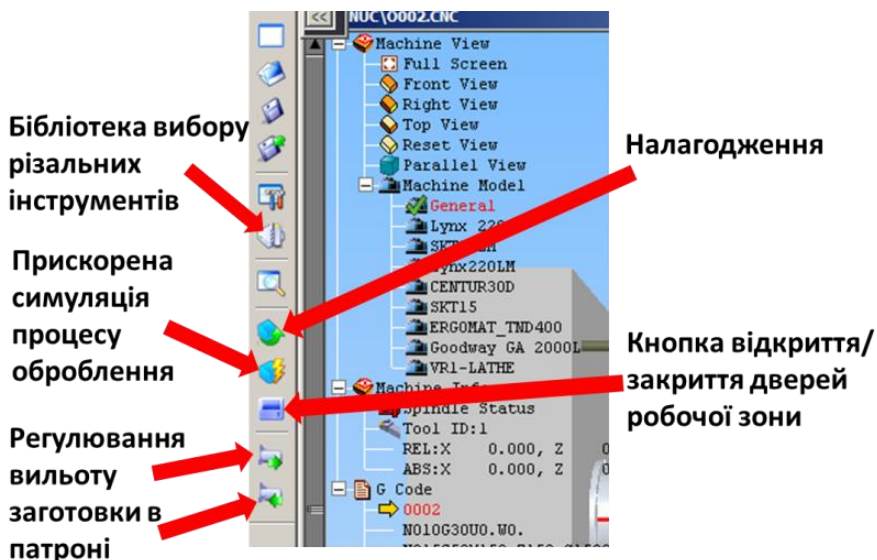 <<
NUC\O002.CNC
Machine View
Full Screen
Front View
Right View
Top View
Reset View
Parallel View
Machine Model
General
Lynx 220
Lynx220LM
CENTUR30D
SKT15
ERGOMAT_TND400
Goodway GA 2000L
VR1-LATHE
Spindle Status
Tool ID:1
REL:X 0.000, Z
ABS:X 0.000, Z
G Code
0002
N010G30U0.W0.
Бібліотека вибору
різальних
інструментів
Прискорена
симуляція
процесу
оброблення
Регулювання
вильоту
заготовки в
патроні
Налагодження
Кнопка відкриття/
закриття дверей
робочої зони